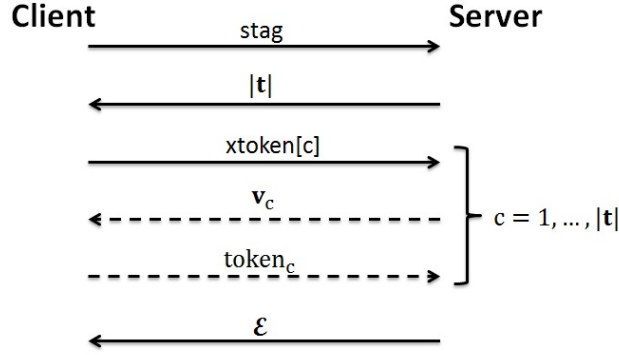 Client Server
stag
|t|
xtoken[c]
v_c
c = 1, ..., |t|
token_c
ℰ